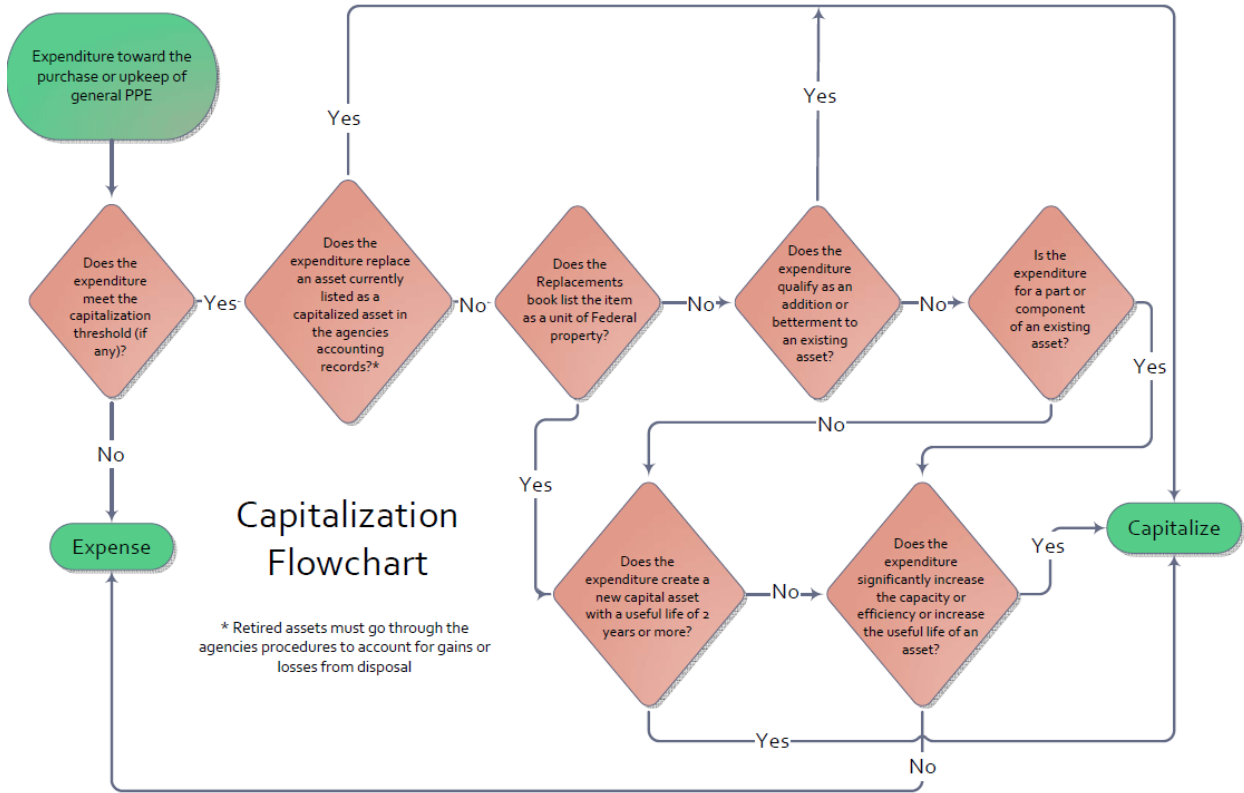 Expenditure toward the
purchase or upkeep of
general PPE
Yes
Yes
Does the
expenditure
meet the
capitalization
threshold (if
any)?
Yes
Does the
expenditure replace
an asset currently
listed as a
capitalized asset in
the agencies
accounting
records?*
No
Does the
Replacements
book list the item
as a unit of Federal
property?
No
Does the
expenditure
qualify as an
addition or
betterment to
an existing
asset?
No
Is the
expenditure
for a part or
component
of an existing
asset?
Yes
No
No
Yes
Capitalization
Flowchart
* Retired assets must go through the
agencies procedures to account for gains or
losses from disposal
Expense
Does the
expenditure create a
new capital asset
with a useful life of 2
years or more?
No
Does the
expenditure
significantly increase
the capacity or
efficiency or increase
the useful life of an
asset?
Yes
Capitalize
Yes
No